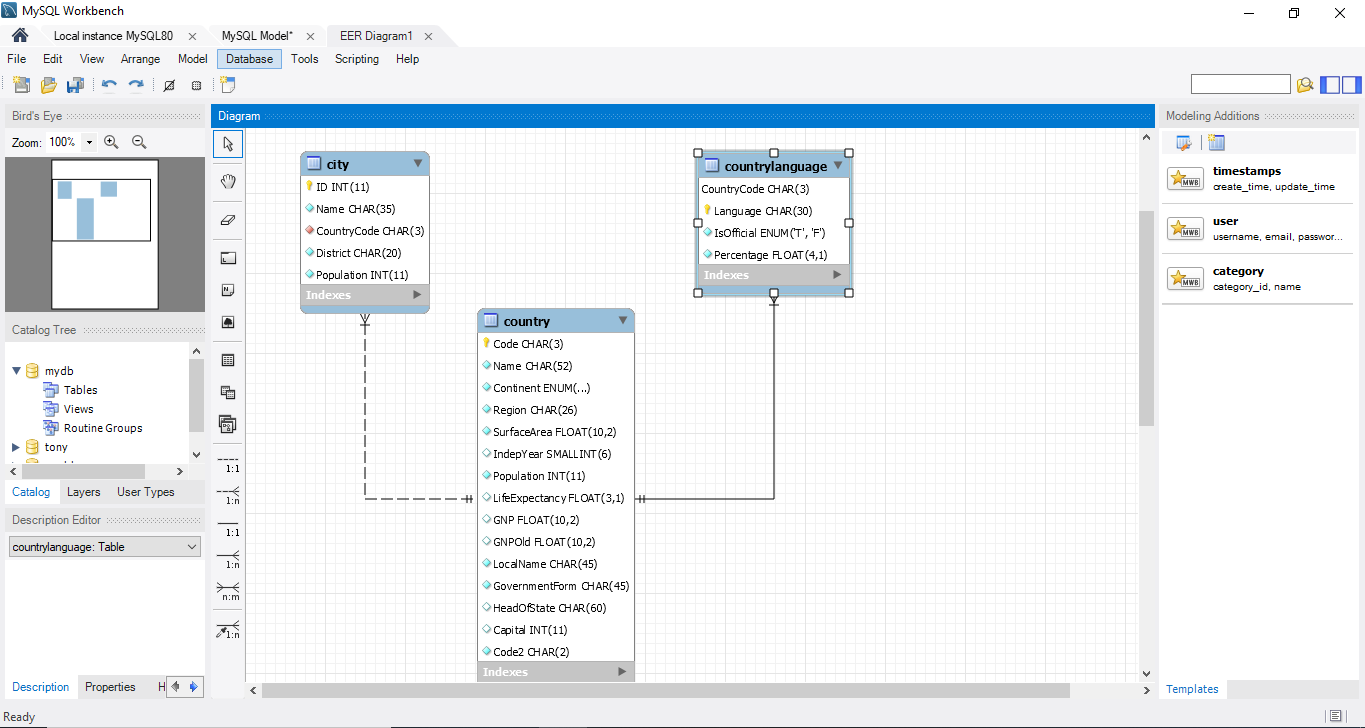 MySQL Workbench
Local instance MySQL80
MySQL Model*
EER Diagram1
File Edit View Arrange Model Database Tools Scripting Help
Bird's Eye
Zoom: 100%
Catalog Tree
mydb
Tables
Views
Routine Groups
tony
Catalog Layers User Types
Description Editor
countrylanguage: Table
Description Properties H
Ready
Diagram
1:1
1:n
1:1
1:n
n:m
1:n
city
ID INT(11)
Name CHAR(35)
CountryCode CHAR(3)
District CHAR(20)
Population INT(11)
Indexes
country
Code CHAR(3)
Name CHAR(52)
Continent ENUM(...)
Region CHAR(26)
SurfaceArea FLOAT(10,2)
IndepYear SMALLINT(6)
Population INT(11)
LifeExpectancy FLOAT(3,1)
GNP FLOAT(10,2)
GNPOld FLOAT(10,2)
LocalName CHAR(45)
GovernmentForm CHAR(45)
HeadOfState CHAR(60)
Capital INT(11)
Code2 CHAR(2)
Indexes
countrylanguage
CountryCode CHAR(3)
Language CHAR(30)
IsOfficial ENUM('T', 'F')
Percentage FLOAT(4,1)
Indexes
Modeling Additions
MWB
timestamps
create_time, update_time
MWB
user
username, email, passwor...
MWB
category
category_id, name
Templates